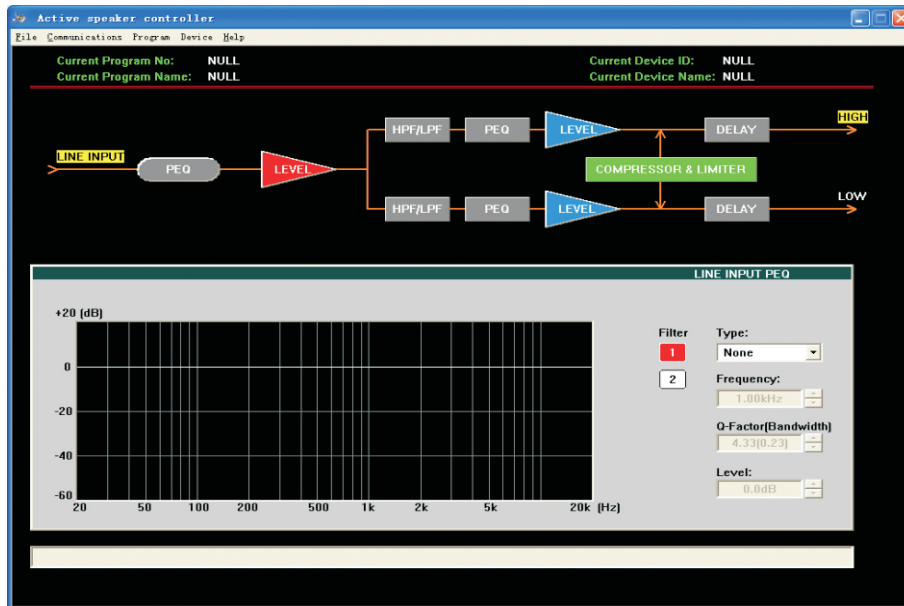 Active speaker controller
File Communications Program Device Help
Current Program No: NULL
Current Device ID: NULL
Current Program Name: NULL
Current Device Name: NULL
HIGH
HPF/LPF PEQ LEVEL DELAY
LINE INPUT
PEQ LEVEL COMPRESSOR & LIMITER
LOW
HPF/LPF PEQ LEVEL DELAY
LINE INPUT PEQ
+20 (dB)
0
-20
-40
-60
20 50 100 200 500 1k 2k 5k 20k (Hz)
Filter
1
2
Type:
None
Frequency:
1.00kHz
Q-Factor(Bandwidth)
4.33(0.23)
Level:
0.0dB